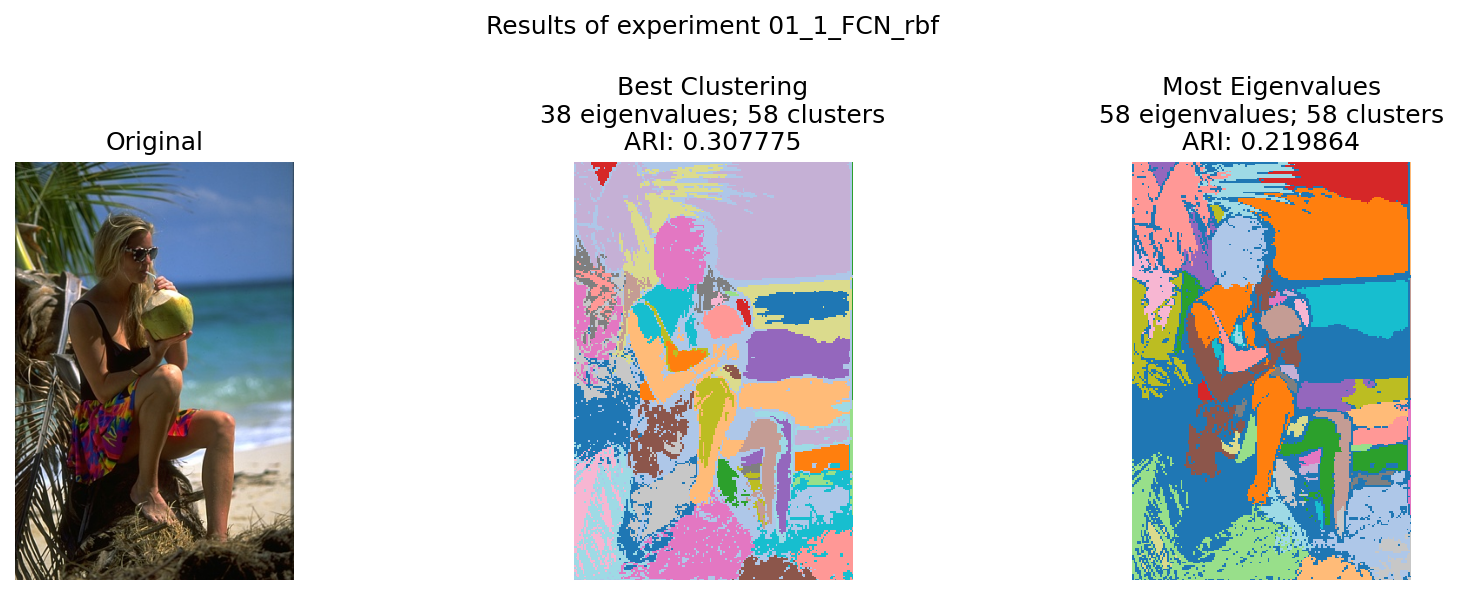 Results of experiment 01_1_FCN_rbf
Original
Best Clustering
38 eigenvalues; 58 clusters
ARI: 0.307775
Most Eigenvalues
58 eigenvalues; 58 clusters
ARI: 0.219864